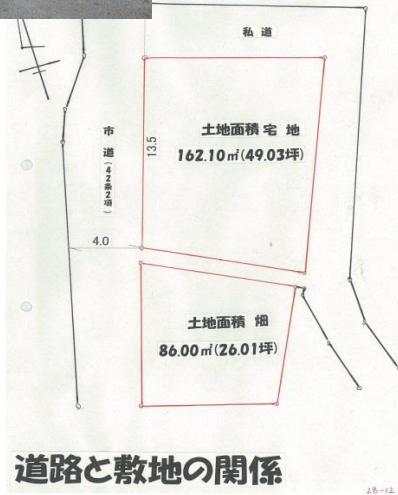 私道
市道(42条2項)
13.5
土地面積 宅 地
162.10㎡(49.03坪)
4.0
土地面積 畑
86.00㎡(26.01坪)
道路と敷地の関係
28-12